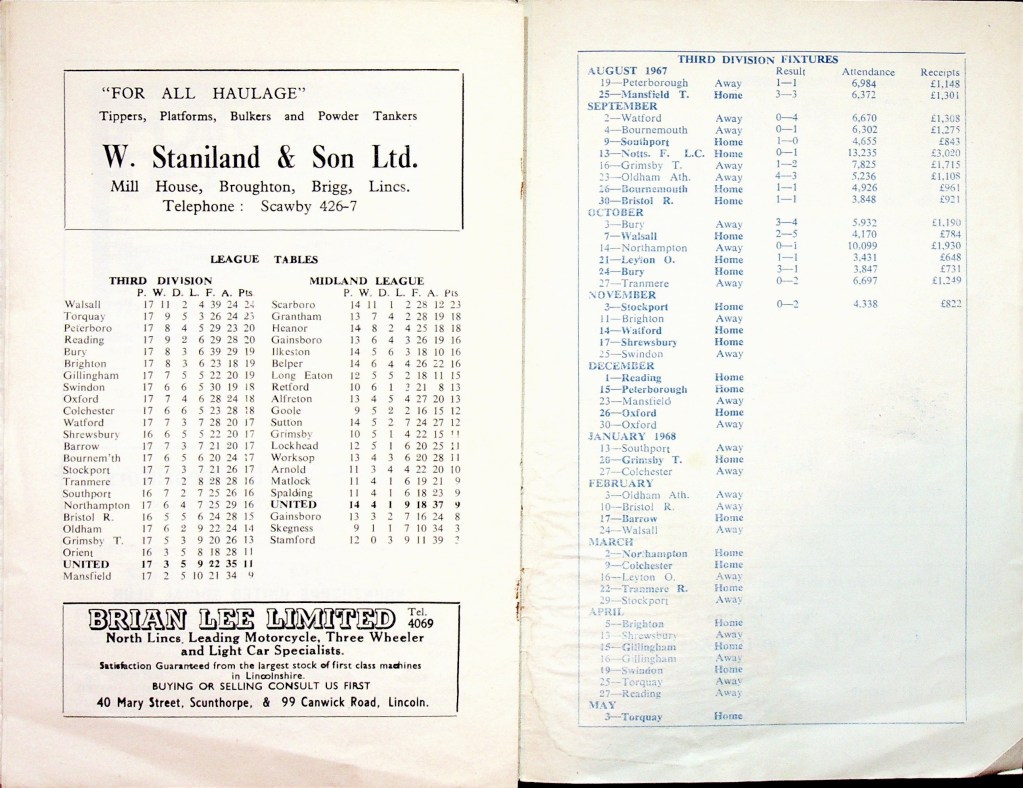 "FOR ALL HAULAGE"
Tippers, Platforms, Bulkers and Powder Tankers
W. Staniland & Son Ltd.
Mill House, Broughton, Brigg, Lincs.
Telephone : Scawby 426-7
LEAGUE TABLES
THIRD DIVISION
P. W. D. L. F. A. Pts.
Walsall 17 11 2 4 39 24 24
Torquay 17 9 5 3 26 24 23
Peterboro 17 8 4 5 29 23 20
Reading 17 9 2 6 29 28 20
Bury 17 8 3 6 39 29 19
Brighton 17 8 3 6 23 18 19
Gillingham 17 7 5 5 22 20 19
Swindon 17 6 6 5 30 19 18
Oxford 17 7 4 6 28 24 18
Colchester 17 6 6 5 23 28 18
Watford 17 7 3 7 28 20 17
Shrewsbury 16 6 5 5 22 20 17
Barrow 17 7 3 7 21 20 17
Bournem'th 17 6 5 6 20 24 17
Stockport 17 7 3 7 21 26 17
Tranmere 17 7 2 8 28 28 16
Southport 16 7 2 7 25 26 16
Northampton 17 6 4 7 25 29 16
Bristol R. 16 5 5 6 24 28 15
Oldham 17 6 2 9 22 24 14
Grimsby T. 17 5 3 9 20 26 13
Orient 16 3 5 8 18 28 11
UNITED 17 3 5 9 22 35 11
Mansfield 17 2 5 10 21 34 9
MIDLAND LEAGUE
P. W. D. L. F. A. Pts
Scarboro 14 11 1 2 28 12 23
Grantham 13 7 4 2 28 19 18
Heanor 14 8 2 4 25 18 18
Gainsboro 13 6 4 3 26 19 16
Ilkeston 14 5 6 3 18 10 16
Belper 14 6 4 4 26 22 16
Long Eaton 12 5 5 2 18 11 15
Retford 10 6 1 3 21 8 13
Alfreton 13 4 5 4 27 20 13
Goole 9 5 2 2 16 15 12
Sutton 14 5 2 7 24 27 12
Grimsby 10 5 1 4 22 15 11
Lockhead 12 5 1 6 20 25 11
Worksop 13 4 3 6 20 28 11
Arnold 11 3 4 4 22 20 10
Matlock 11 4 1 6 19 21 9
Spalding 11 4 1 6 18 23 9
UNITED 14 4 1 9 18 37 9
Gainsboro 13 3 2 7 16 24 8
Skegness 9 1 1 7 10 34 3
Stamford 12 0 3 9 11 39
BRIAN LEE LIMITED Tel. 4069
North Lincs. Leading Motorcycle, Three Wheeler
and Light Car Specialists.
Satisfaction Guaranteed from the largest stock of first class machines
in Lincolnshire.
BUYING OR SELLING CONSULT US FIRST
40 Mary Street, Scunthorpe, & 99 Canwick Road, Lincoln.
THIRD DIVISION FIXTURES
AUGUST 1967 Result Attendance Receipts
19—Peterborough Away 1—1 6,984 £1,148
25—Mansfield T. Home 3—3 6,372 £1,301
SEPTEMBER
2—Watford Away 0—4 6,670 £1,308
4—Bournemouth Away 0—1 6,302 £1,275
9—Southport Home 1—0 4,655 £843
13—Notts. F. L.C. Home 0—1 13,235 £3,020
16—Grimsby T. Away 1—2 7,825 £1,715
23—Oldham Ath. Away 4—3 5,236 £1,108
26—Bournemouth Home 1—1 4,926 £961
30—Bristol R. Home 1—1 3,848 £921
OCTOBER
3—Bury Away 3—4 5,932 £1,190
7—Walsall Home 2—5 4,170 £784
14—Northampton Away 0—1 10,099 £1,930
21—Leyton O. Home 1—1 3,431 £648
24—Bury Home 3—1 3,847 £731
27—Tranmere Away 0—2 6,697 £1,249
NOVEMBER
3—Stockport Home 0—2 4,338 £822
11—Brighton Away
14—Watford Home
17—Shrewsbury Home
25—Swindon Away
DECEMBER
1—Reading Home
15—Peterborough Home
23—Mansfield Away
26—Oxford Home
30—Oxford Away
JANUARY 1968
13—Southport Away
20—Grimsby T. Home
27—Colchester Away
FEBRUARY
3—Oldham Ath. Away
10—Bristol R. Away
17—Barrow Home
24—Walsall Away
MARCH
2—Northampton Home
9—Colchester Home
16—Leyton O. Away
22—Tranmere R. Home
29—Stockport Away
APRIL
5—Brighton Home
13—Shrewsbury Away
15—Gillingham Home
16—Gillingham Away
19—Swindon Home
25—Torquay Away
27—Reading Away
MAY
3—Torquay Home